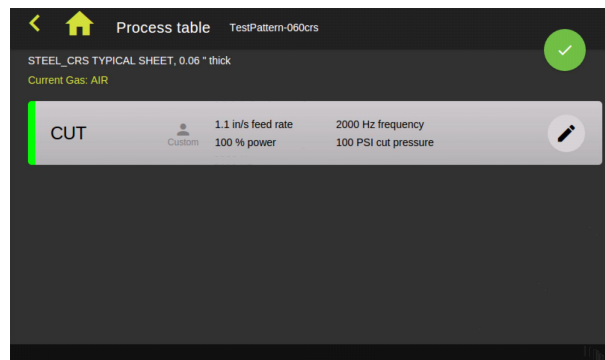 Process table TestPattern-060crs
STEEL_CRS TYPICAL SHEET, 0.06 " thick
Current Gas: AIR
CUT
Custom
1.1 in/s feed rate
100 % power
2000 Hz frequency
100 PSI cut pressure